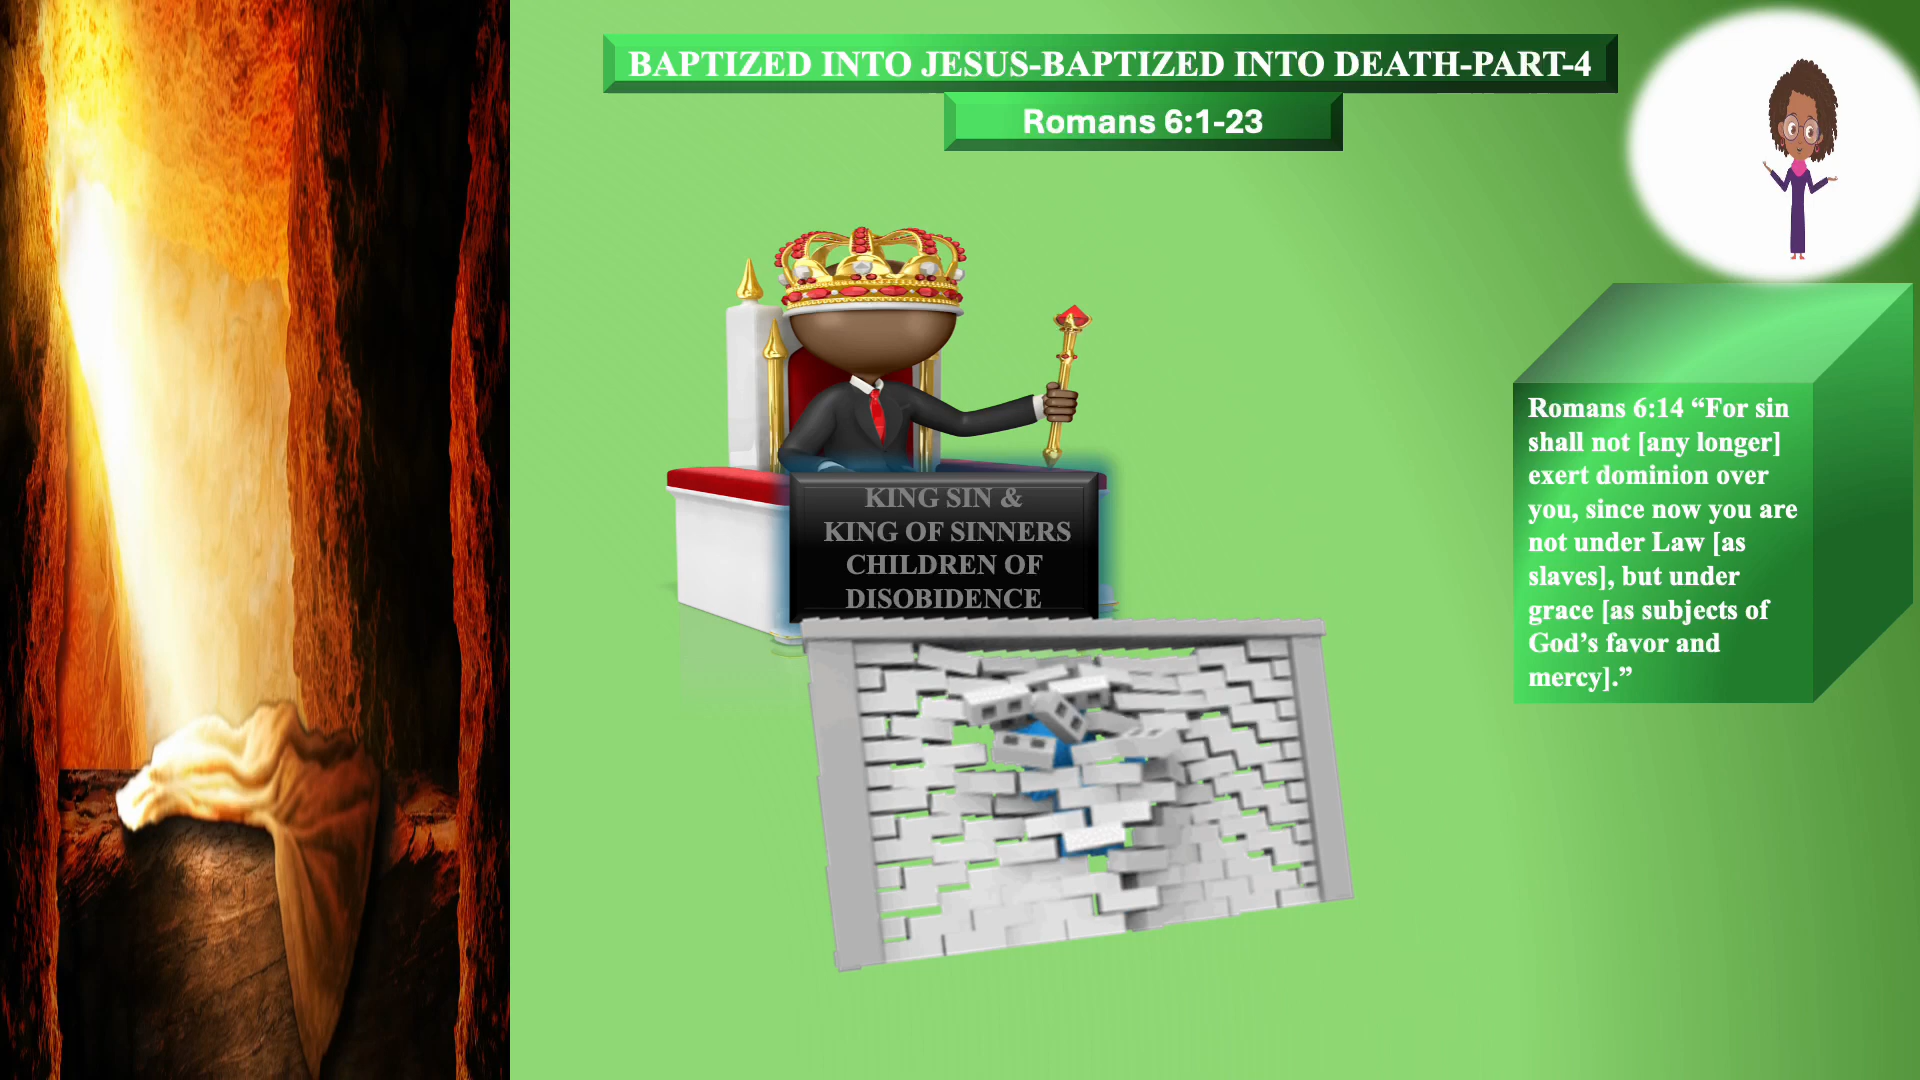 BAPTIZED INTO JESUS-BAPTIZED INTO DEATH-PART-4
Romans 6:1-23
KING SIN &
KING OF SINNERS
CHILDREN OF
DISOBIDENCE
Romans 6:14 “For sin
shall not [any longer]
exert dominion over
you, since now you are
not under Law [as
slaves], but under
grace [as subjects of
God’s favor and
mercy].”